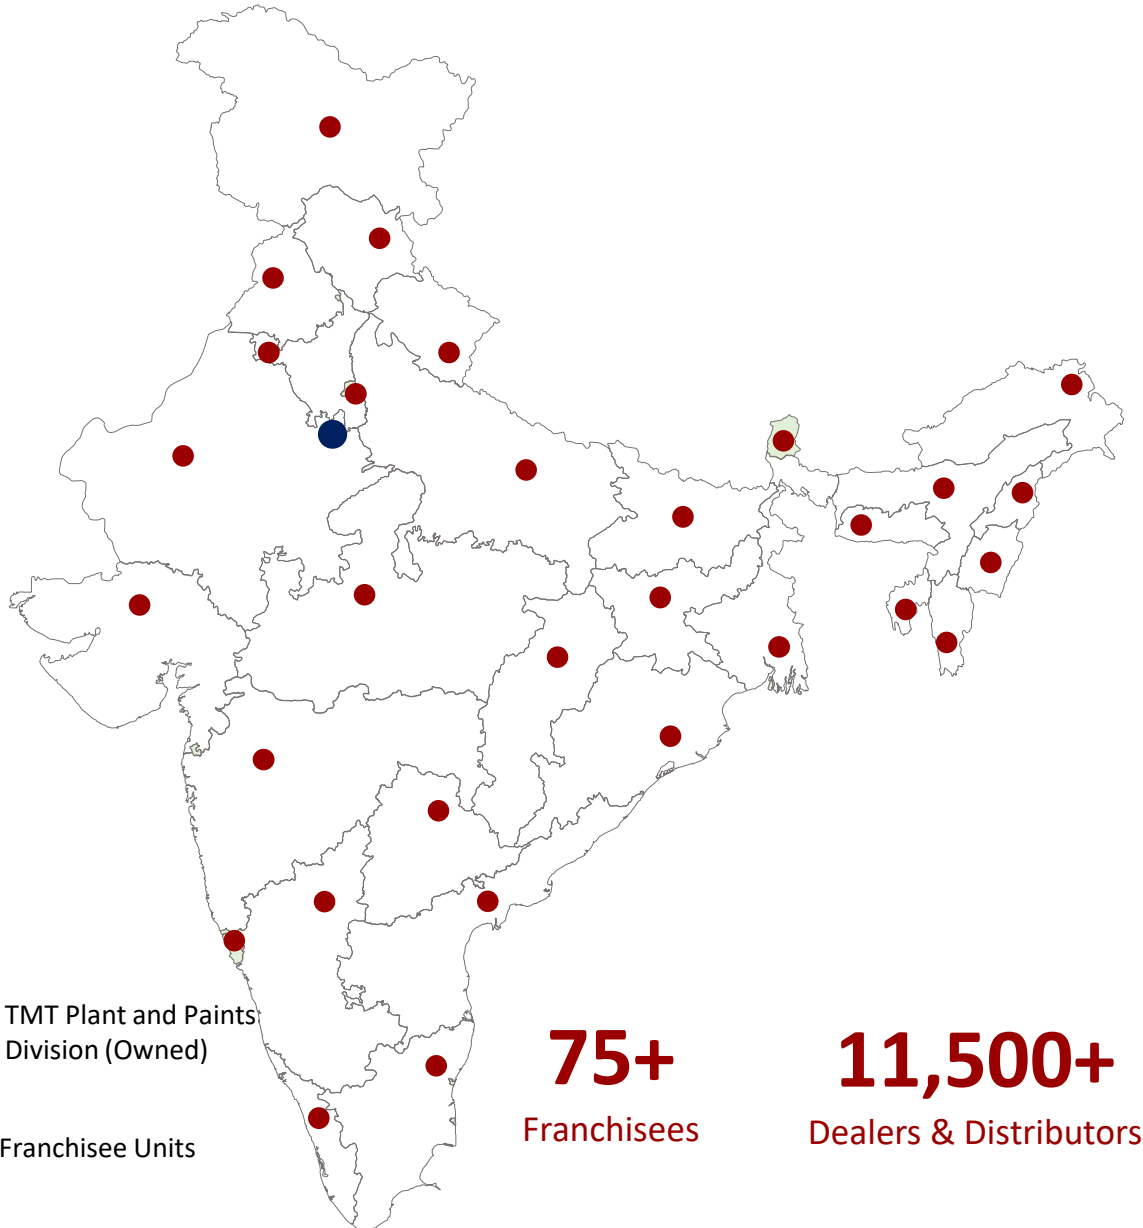 TMT Plant and Paints
Division (Owned)
Franchisee Units
75+
Franchisees
11,500+
Dealers & Distributors